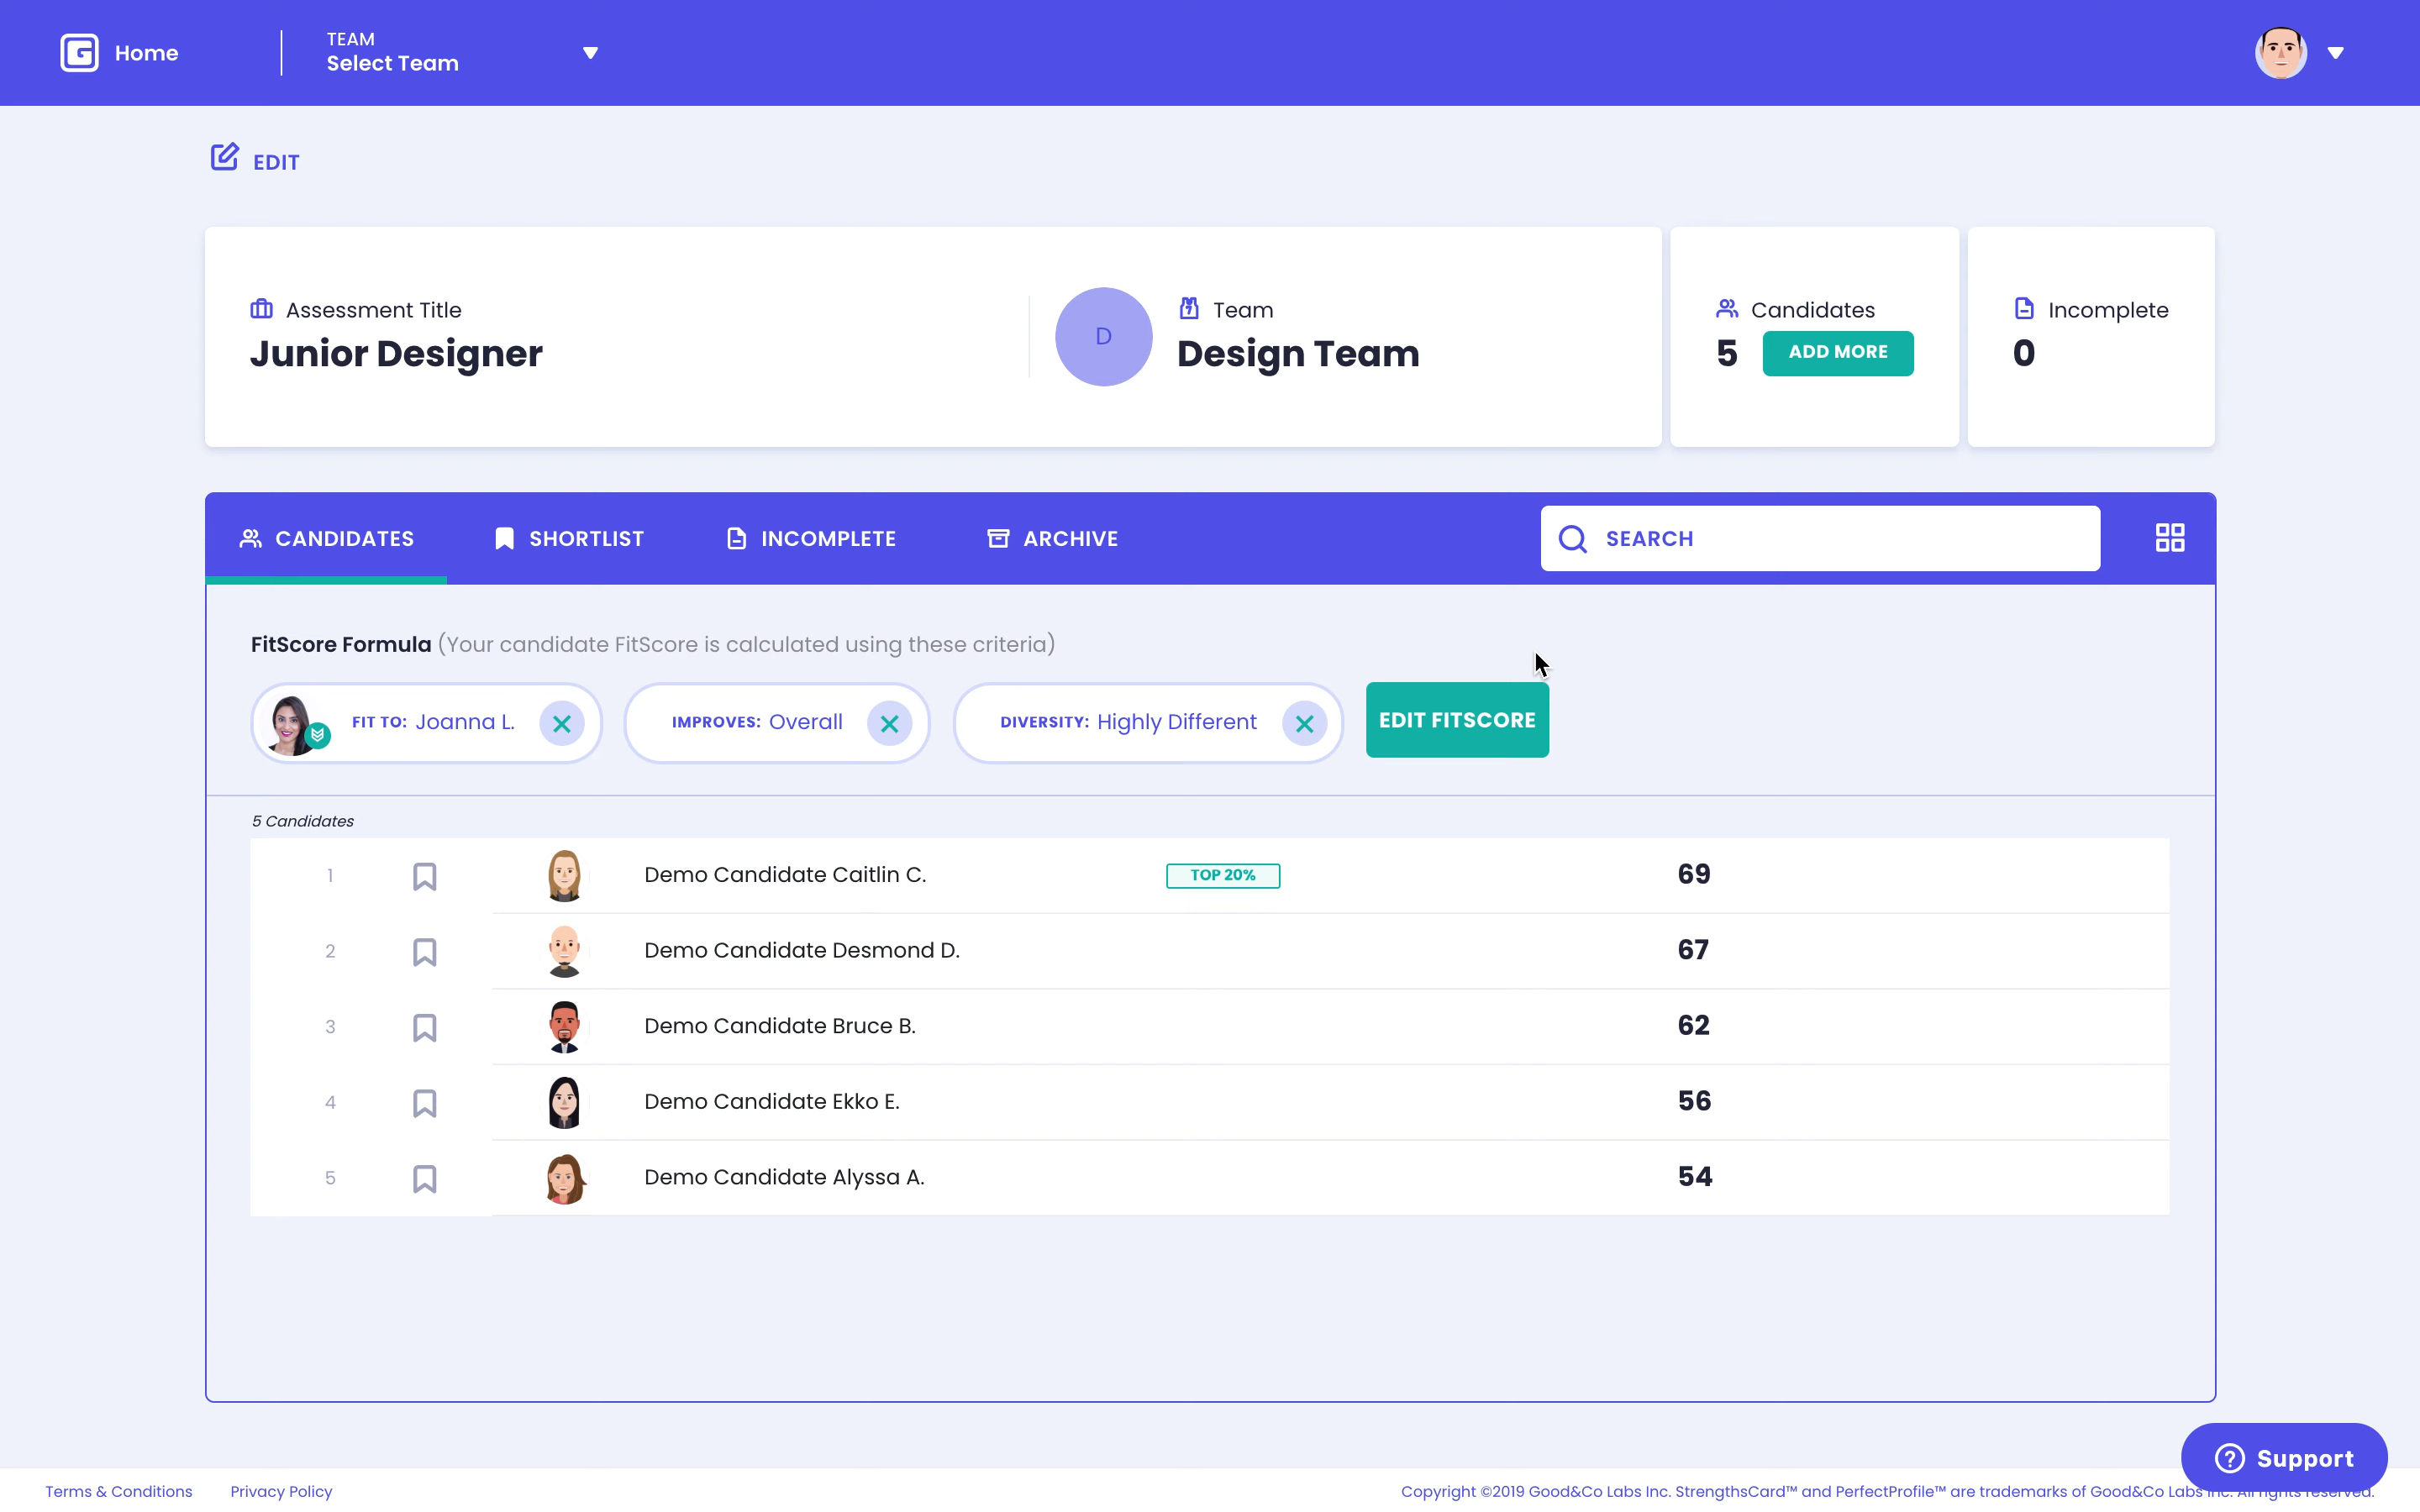 Home
TEAM
Select Team
EDIT
Assessment Title
Junior Designer
D
Team
Design Team
Candidates
5 ADD MORE
Incomplete
0
CANDIDATES
SHORTLIST
INCOMPLETE
ARCHIVE
SEARCH
FitScore Formula (Your candidate FitScore is calculated using these criteria)
FIT TO: Joanna L.
IMPROVES: Overall
DIVERSITY: Highly Different
EDIT FITSCORE
5 Candidates
1 Demo Candidate Caitlin C. TOP 20% 69
2 Demo Candidate Desmond D. 67
3 Demo Candidate Bruce B. 62
4 Demo Candidate Ekko E. 56
5 Demo Candidate Alyssa A. 54
Support
Terms & Conditions
Privacy Policy
Copyright ©2019 Good&Co Labs Inc. StrengthsCard™ and PerfectProfile™ are trademarks of Good&Co Labs Inc. All rights reserved.